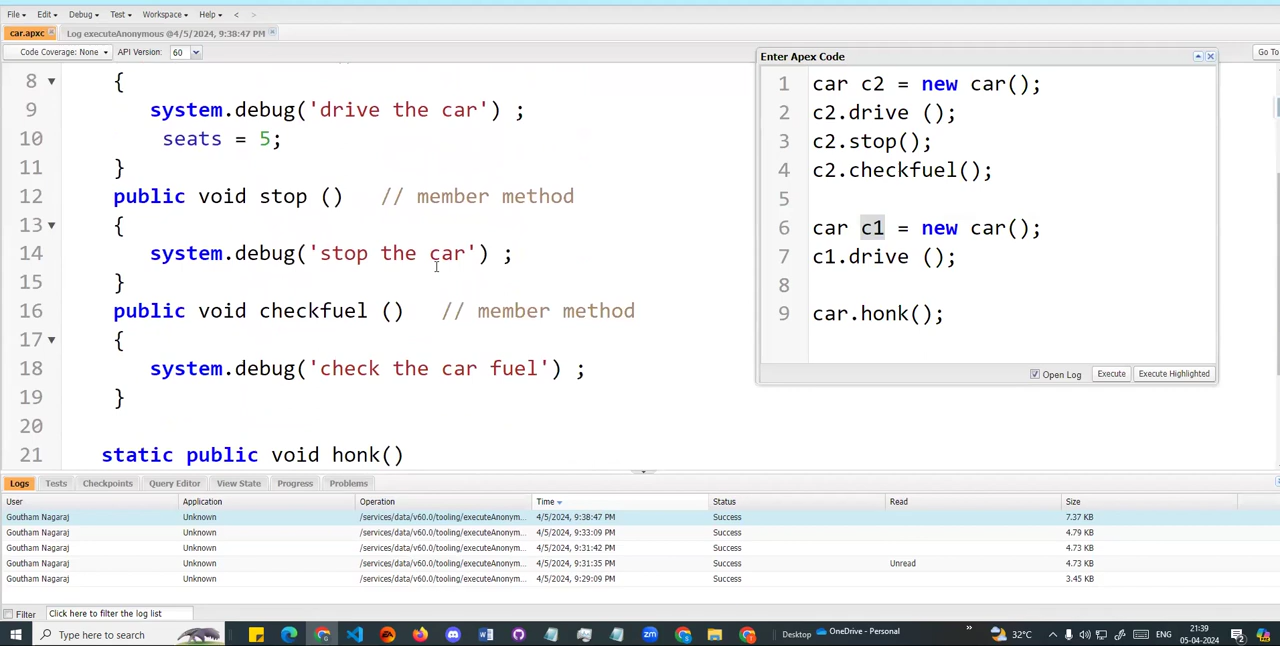 File Edit Debug Test Workspace Help < >
car.apxc Log executeAnonymous @4/5/2024, 9:38:47 PM
Code Coverage: None API Version: 60 Go To
8 {
9 system.debug('drive the car') ;
10 seats = 5;
11 }
12 public void stop () // member method
13 {
14 system.debug('stop the car') ;
15 }
16 public void checkfuel () // member method
17 {
18 system.debug('check the car fuel') ;
19 }
20
21 static public void honk()
Enter Apex Code
1 car c2 = new car();
2 c2.drive ();
3 c2.stop();
4 c2.checkfuel();
5
6 car c1 = new car();
7 c1.drive ();
8
9 car.honk();
Open Log Execute Execute Highlighted
Logs Tests Checkpoints Query Editor View State Progress Problems
User Application Operation Time Status Read Size
Goutham Nagaraj Unknown /services/data/v60.0/tooling/executeAnonym... 4/5/2024, 9:38:47 PM Success 7.37 KB
Goutham Nagaraj Unknown /services/data/v60.0/tooling/executeAnonym... 4/5/2024, 9:33:09 PM Success 4.79 KB
Goutham Nagaraj Unknown /services/data/v60.0/tooling/executeAnonym... 4/5/2024, 9:31:42 PM Success 4.73 KB
Goutham Nagaraj Unknown /services/data/v60.0/tooling/executeAnonym... 4/5/2024, 9:31:35 PM Success Unread 4.73 KB
Goutham Nagaraj Unknown /services/data/v60.0/tooling/executeAnonym... 4/5/2024, 9:29:09 PM Success 3.45 KB
Filter Click here to filter the log list
Type here to search Desktop OneDrive - Personal » 32°C ENG 21:39
05-04-2024